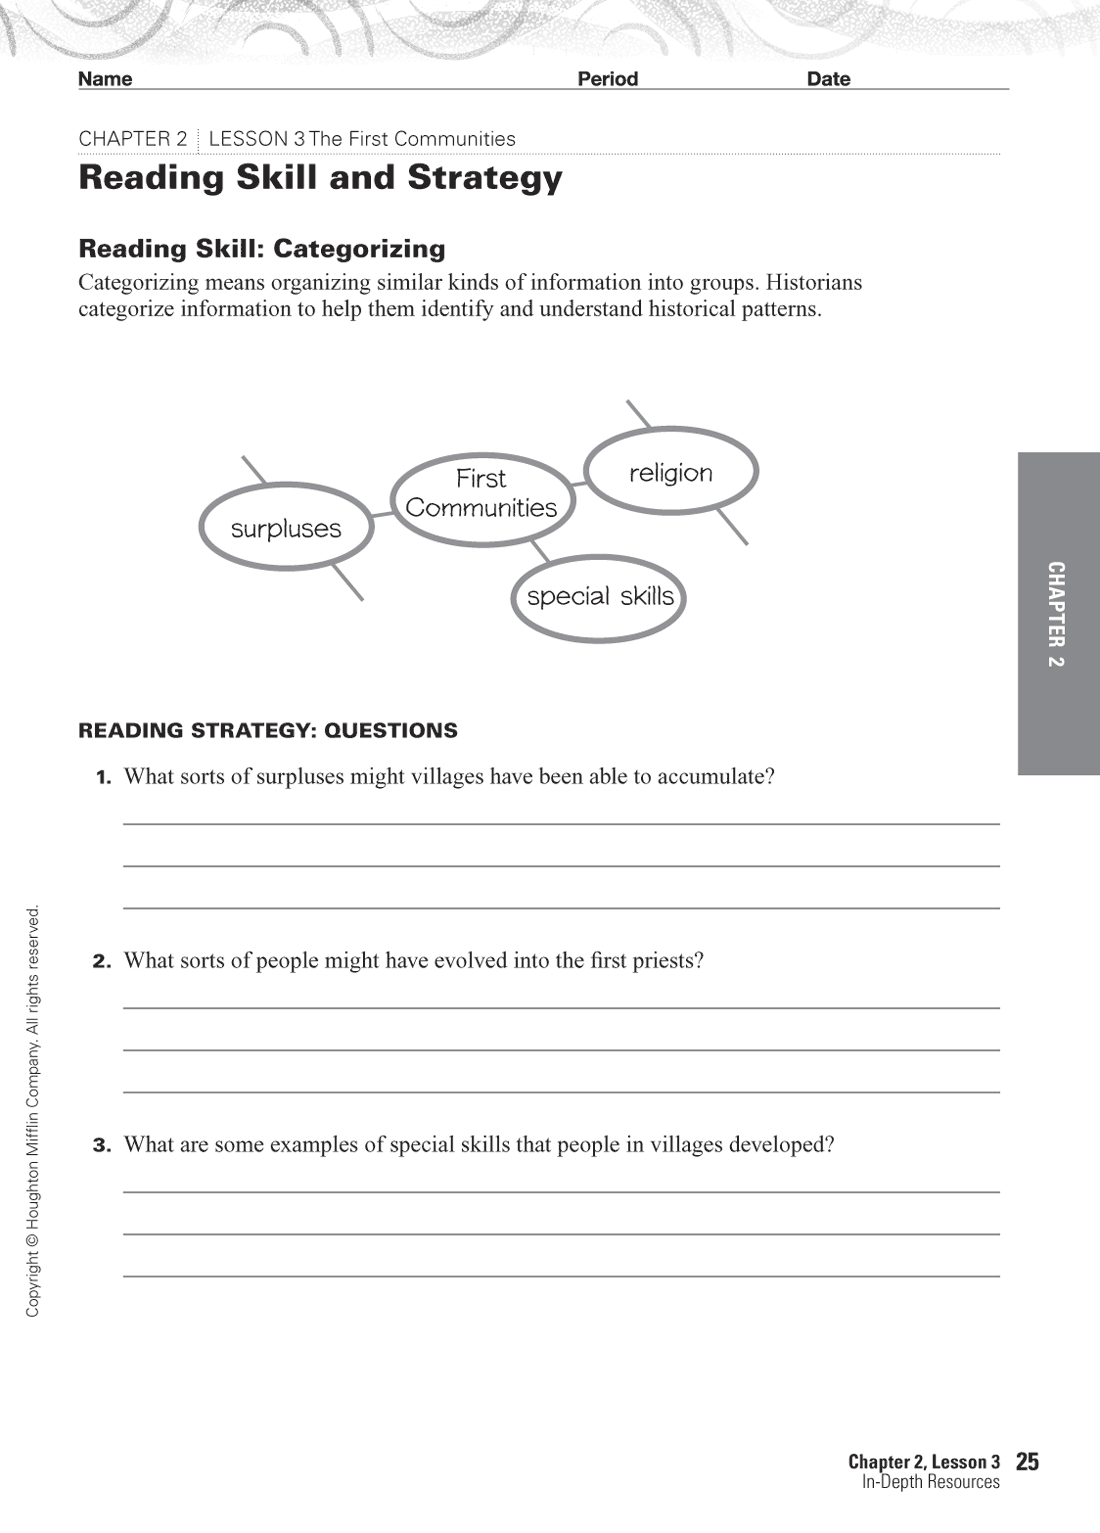 Name Period Date
CHAPTER 2 LESSON 3 The First Communities
Reading Skill and Strategy
Reading Skill: Categorizing
Categorizing means organizing similar kinds of information into groups. Historians
categorize information to help them identify and understand historical patterns.
religion
First
Communities
surpluses
special skills
CHAPTER 2
READING STRATEGY: QUESTIONS
1. What sorts of surpluses might villages have been able to accumulate?
2. What sorts of people might have evolved into the first priests?
3. What are some examples of special skills that people in villages developed?
Copyright © Houghton Mifflin Company. All rights reserved.
Chapter 2, Lesson 3 25
In-Depth Resources